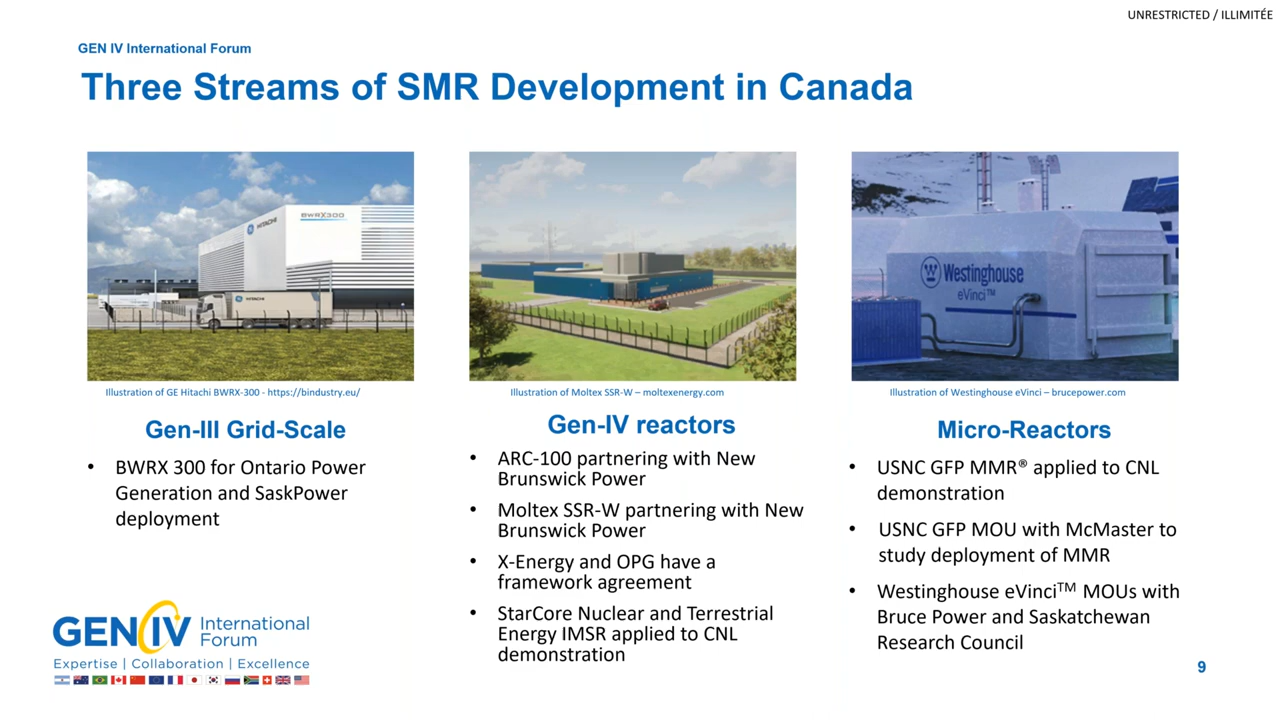 UNRESTRICTED / ILLIMITÉE
GEN IV International Forum
Three Streams of SMR Development in Canada
HITACHI
BWRX300
HITACHI
Westinghouse
eVinci™
Illustration of GE Hitachi BWRX-300 - https://bindustry.eu/
Illustration of Moltex SSR-W – moltexenergy.com
Illustration of Westinghouse eVinci – brucepower.com
Gen-III Grid-Scale
• BWRX 300 for Ontario Power
Generation and SaskPower
deployment
Gen-IV reactors
• ARC-100 partnering with New
Brunswick Power
• Moltex SSR-W partnering with New
Brunswick Power
• X-Energy and OPG have a
framework agreement
• StarCore Nuclear and Terrestrial
Energy IMSR applied to CNL
demonstration
Micro-Reactors
• USNC GFP MMR® applied to CNL
demonstration
• USNC GFP MOU with McMaster to
study deployment of MMR
• Westinghouse eVinci™ MOUs with
Bruce Power and Saskatchewan
Research Council
GEN IV International
Forum
Expertise | Collaboration | Excellence
9